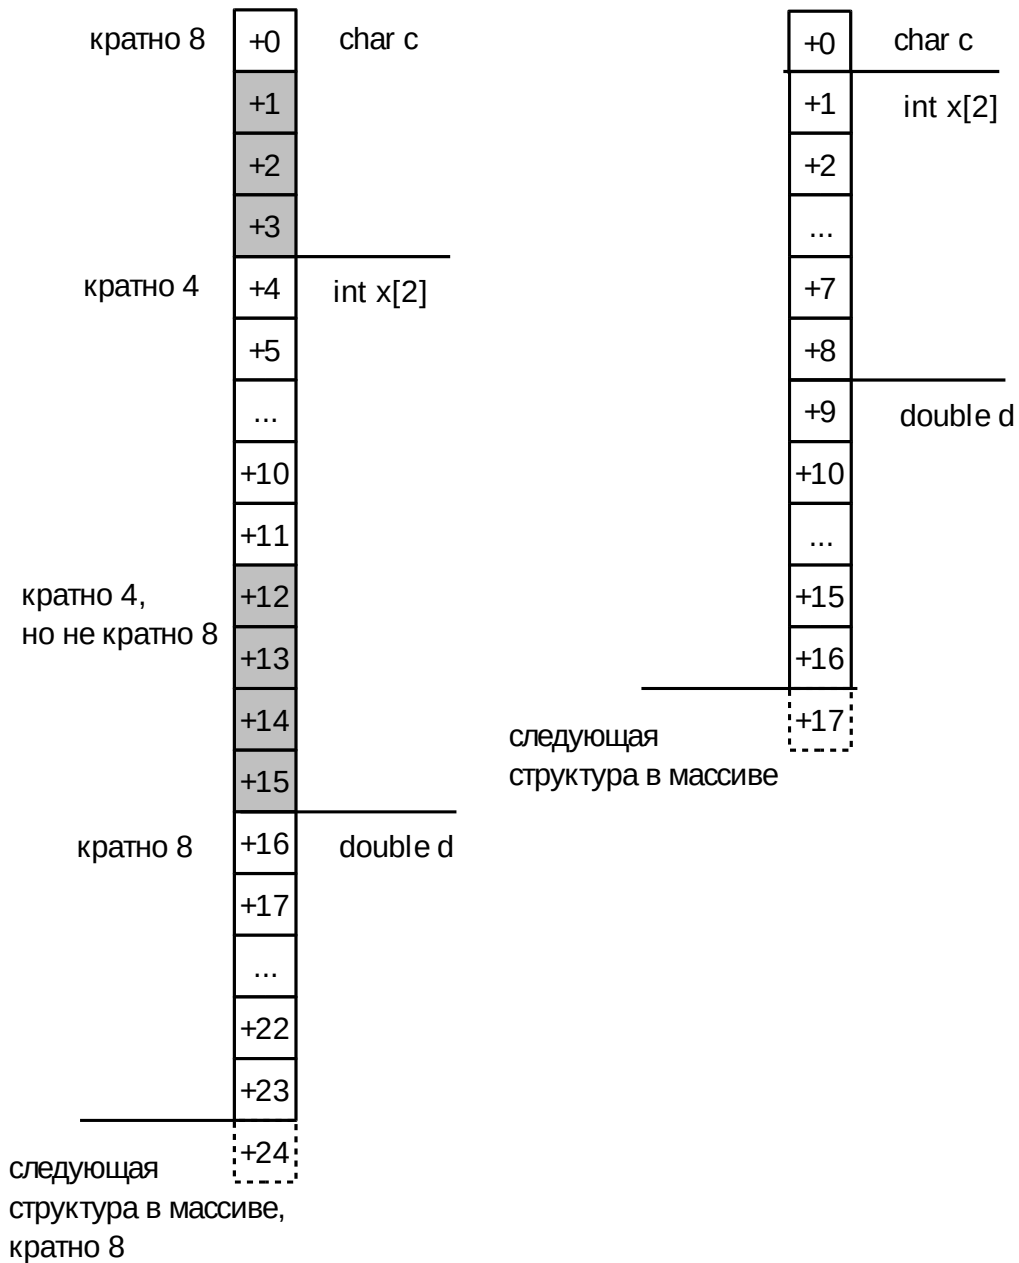 кратно 8 +0 char c
+1
+2
+3
кратно 4 +4 int x[2]
+5
...
+10
+11
кратно 4, +12
но не кратно 8
+13
+14
+15
кратно 8 +16 double d
+17
...
+22
+23
+24
следующая
структура в массиве,
кратно 8
+0 char c
+1 int x[2]
+2
...
+7
+8
+9 double d
+10
...
+15
+16
+17
следующая
структура в массиве